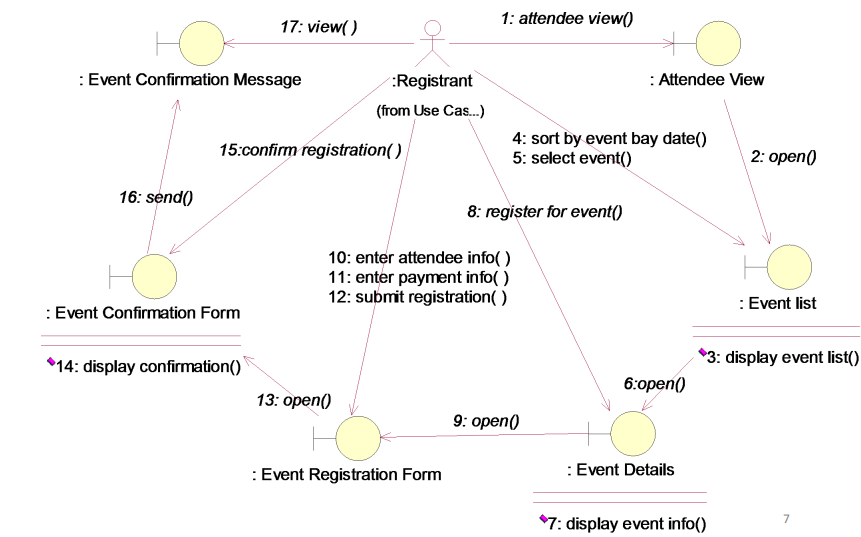 17: view( )
1: attendee view()
: Event Confirmation Message
:Registrant
: Attendee View
(from Use Cas...)
4: sort by event bay date()
5: select event()
15:confirm registration( )
2: open()
16: send()
8: register for event()
10: enter attendee info( )
11: enter payment info( )
12: submit registration( )
: Event Confirmation Form
: Event list
14: display confirmation()
3: display event list()
6:open()
13: open()
9: open()
: Event Registration Form
: Event Details
7: display event info()
7